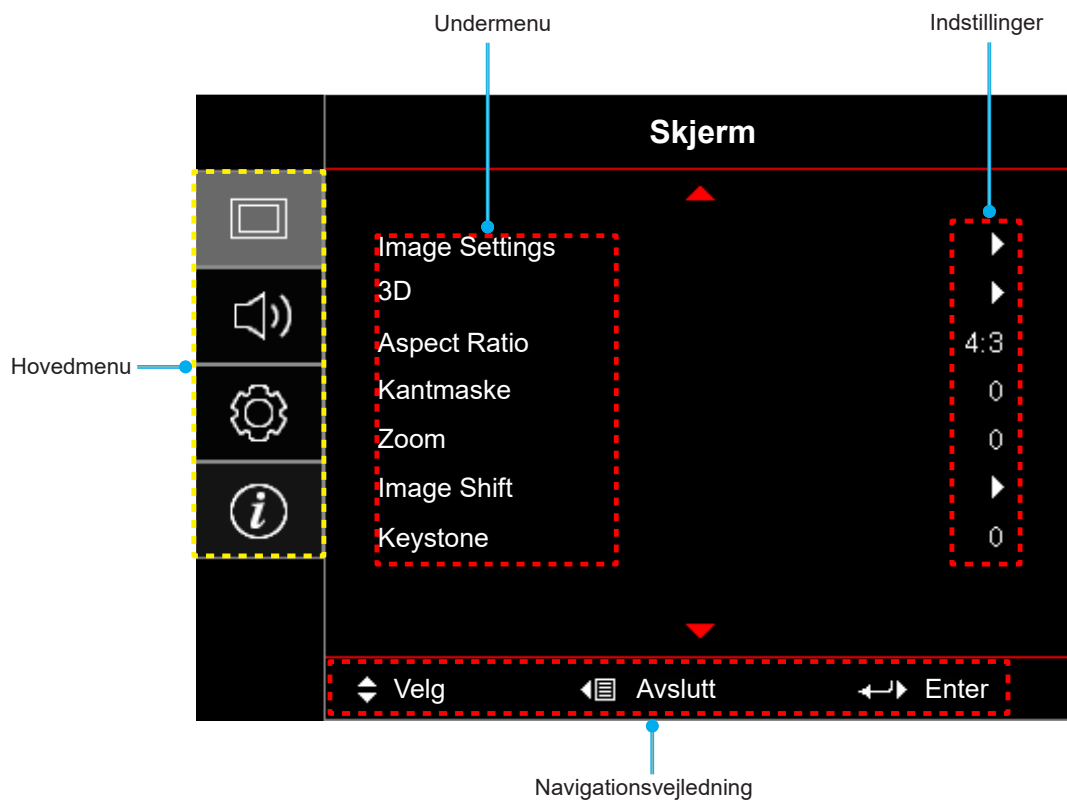 Undermenu
Indstillinger
Skjerm
Image Settings
3D
Aspect Ratio 4:3
Hovedmenu
Kantmaske 0
Zoom 0
Image Shift
Keystone 0
Velg Avslutt Enter
Navigationsvejledning